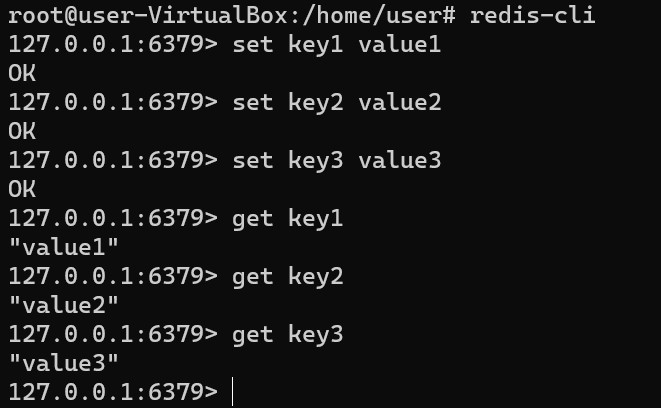 root@user-VirtualBox:/home/user# redis-cli
127.0.0.1:6379> set key1 value1
OK
127.0.0.1:6379> set key2 value2
OK
127.0.0.1:6379> set key3 value3
OK
127.0.0.1:6379> get key1
"value1"
127.0.0.1:6379> get key2
"value2"
127.0.0.1:6379> get key3
"value3"
127.0.0.1:6379>